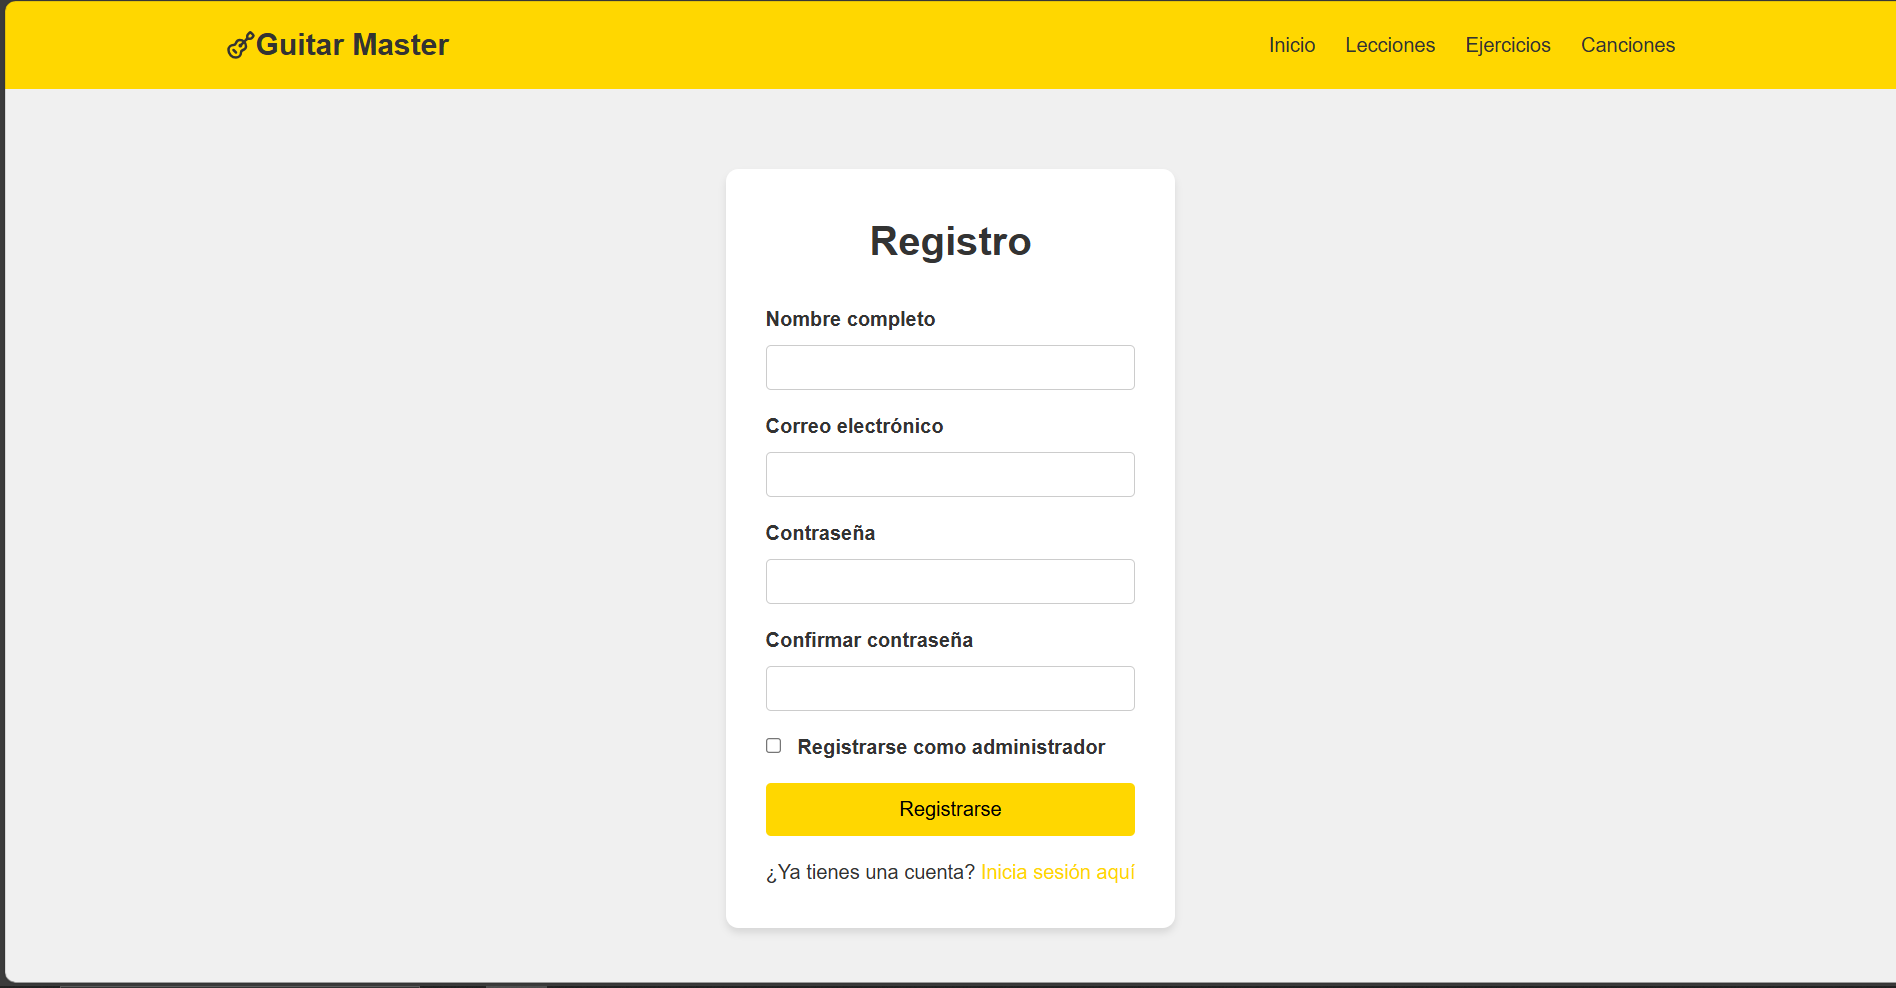 Guitar Master
Inicio Lecciones Ejercicios Canciones
Registro
Nombre completo
Correo electrónico
Contraseña
Confirmar contraseña
Registrarse como administrador
Registrarse
¿Ya tienes una cuenta? Inicia sesión aquí